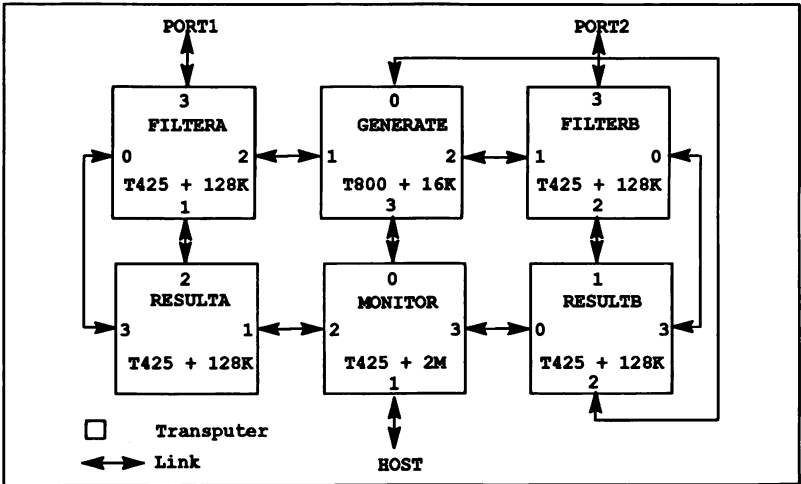 PORT1 PORT2
3 0 3
FILTERA GENERATE FILTERB
0 2 1 2 1 0
T425 + 128K T800 + 16K T425 + 128K
1 3 2
2 0 1
RESULTA MONITOR RESULTB
3 1 2 3 0 3
T425 + 128K T425 + 2M T425 + 128K
1 2
Transputer
Link HOST